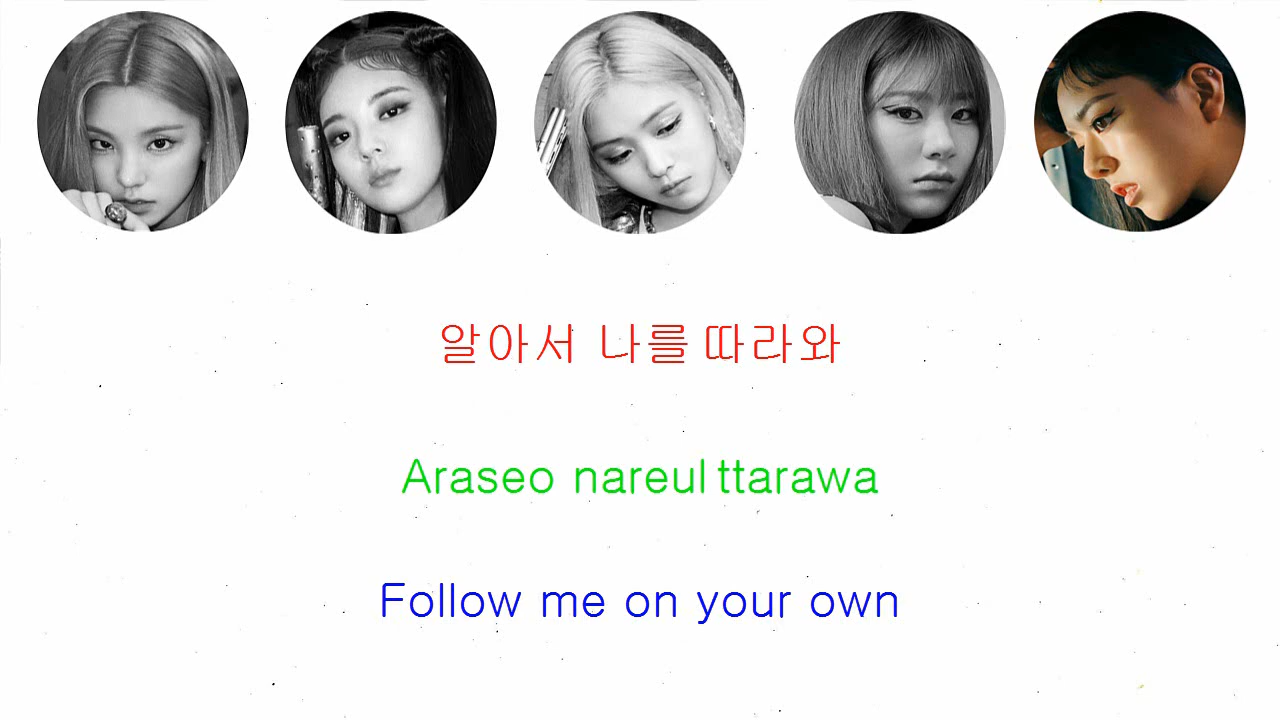 알아서 나를 따라와
Araseo nareul ttarawa
Follow me on your own